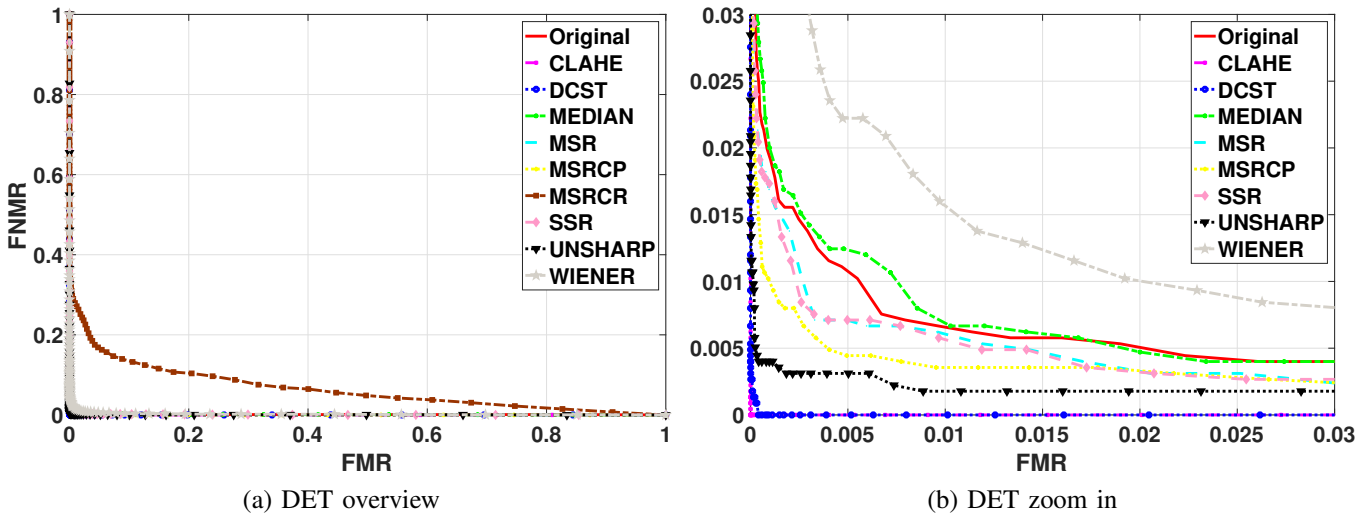 1
0.8
0.6
0.4
0.2
0
FNMR
0
0.2
0.4
0.6
0.8
1
FMR
Original
CLAHE
DCST
MEDIAN
MSR
MSRCP
MSRCR
SSR
UNSHARP
WIENER
(a) DET overview
0.03
0.025
0.02
0.015
0.01
0.005
0
0
0.005
0.01
0.015
0.02
0.025
0.03
FMR
Original
CLAHE
DCST
MEDIAN
MSR
MSRCP
SSR
UNSHARP
WIENER
(b) DET zoom in